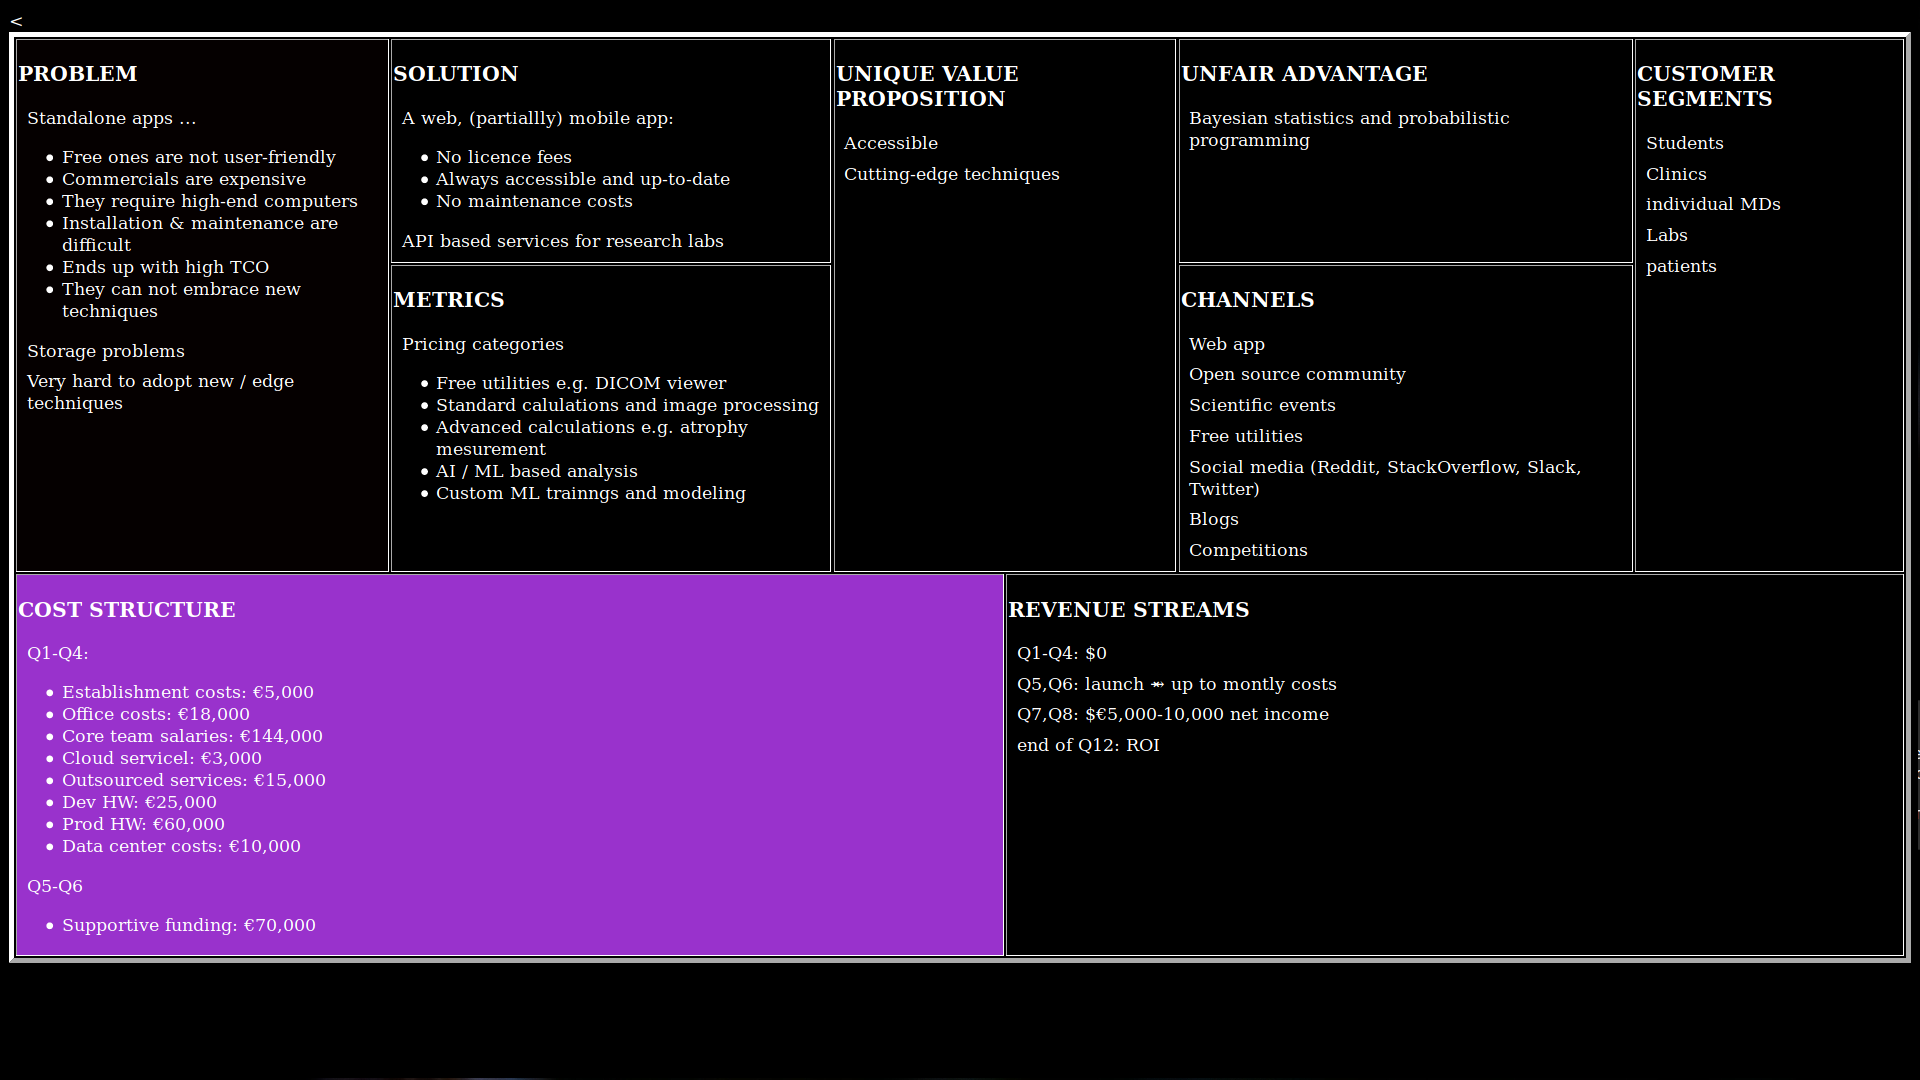 <
PROBLEM
Standalone apps ...
Free ones are not user-friendly
Commercials are expensive
They require high-end computers
Installation & maintenance are
difficult
Ends up with high TCO
They can not embrace new
techniques
Storage problems
Very hard to adopt new / edge
techniques
SOLUTION
A web, (partiallly) mobile app:
No licence fees
Always accessible and up-to-date
No maintenance costs
API based services for research labs
METRICS
Pricing categories
Free utilities e.g. DICOM viewer
Standard calulations and image processing
Advanced calculations e.g. atrophy
mesurement
AI / ML based analysis
Custom ML trainngs and modeling
UNIQUE VALUE
PROPOSITION
Accessible
Cutting-edge techniques
UNFAIR ADVANTAGE
Bayesian statistics and probabilistic
programming
CHANNELS
Web app
Open source community
Scientific events
Free utilities
Social media (Reddit, StackOverflow, Slack,
Twitter)
Blogs
Competitions
CUSTOMER
SEGMENTS
Students
Clinics
individual MDs
Labs
patients
COST STRUCTURE
Q1-Q4:
Establishment costs: €5,000
Office costs: €18,000
Core team salaries: €144,000
Cloud servicel: €3,000
Outsourced services: €15,000
Dev HW: €25,000
Prod HW: €60,000
Data center costs: €10,000
Q5-Q6
Supportive funding: €70,000
REVENUE STREAMS
Q1-Q4: $0
Q5,Q6: launch ⤀ up to montly costs
Q7,Q8: $€5,000-10,000 net income
end of Q12: ROI